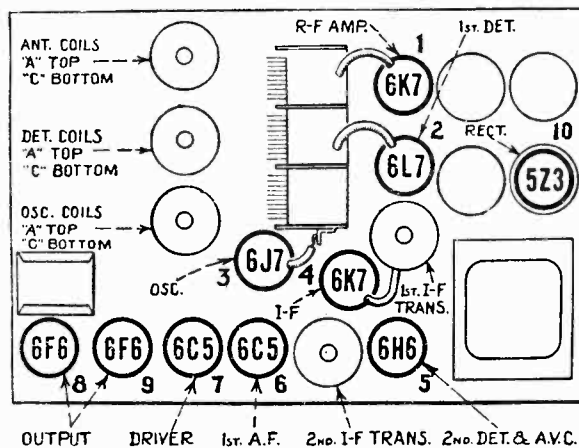 R-F AMP.
1ST. DET.
ANT. COILS
"A" TOP
"C" BOTTOM
1
6K7
DET. COILS
"A" TOP
"C" BOTTOM
2
RECT.
10
6L7
5Z3
OSC. COILS
"A" TOP
"C" BOTTOM
6J7
3
4
6K7
OSC.
I-F
1ST. I-F
TRANS.
6F6
6F6
6C5
6C5
6H6
8
9
7
6
5
OUTPUT
DRIVER
1ST. A.F.
2ND. I-F TRANS.
2ND. DET. & A.V.C.